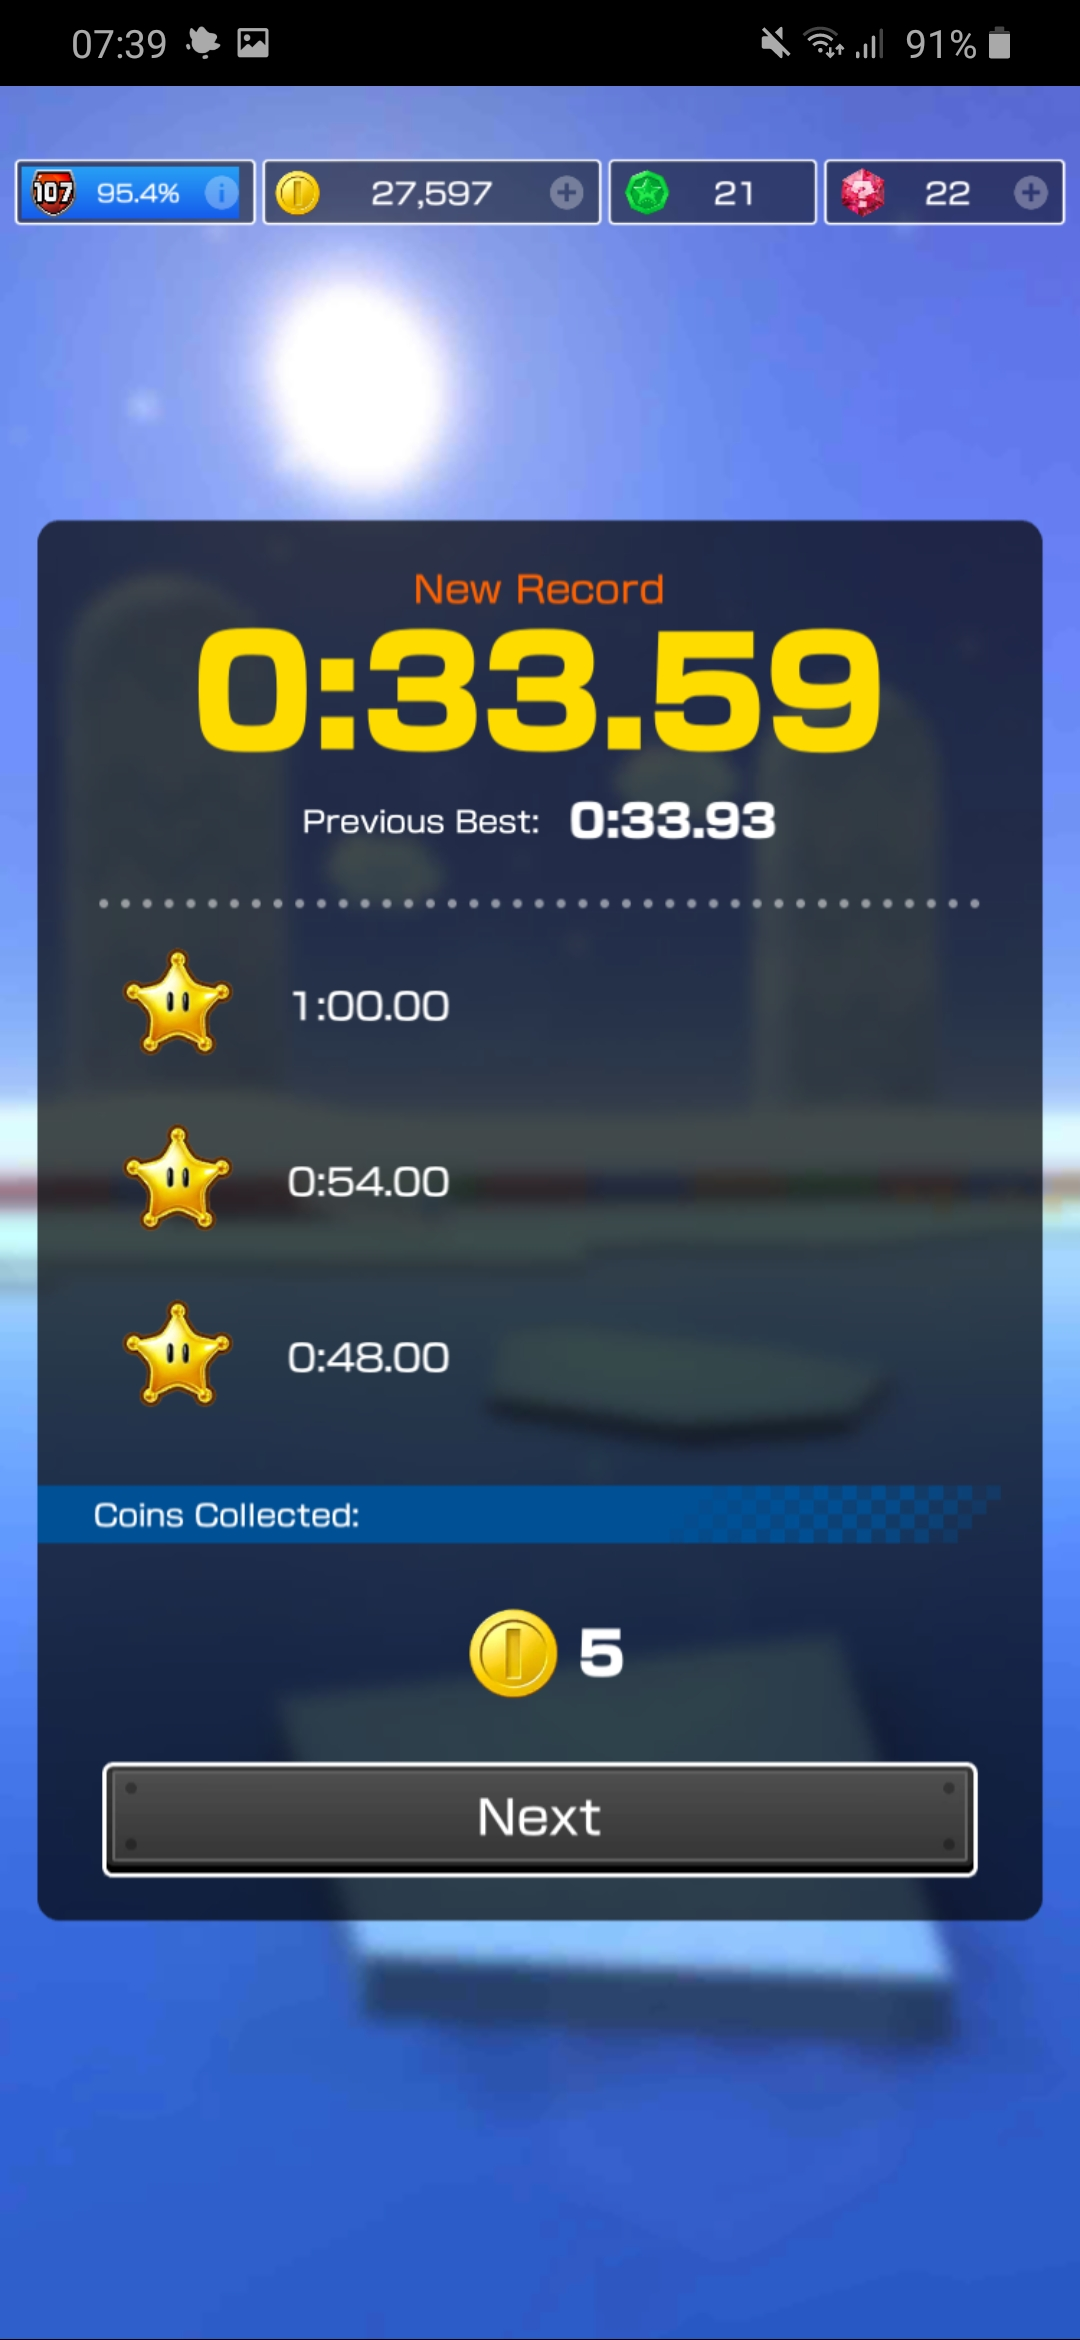 07:39 91%
107 95.4% i 27,597 + 21 ? 22 +
New Record
0:33.59
Previous Best: 0:33.93
1:00.00
0:54.00
0:48.00
Coins Collected:
5
Next